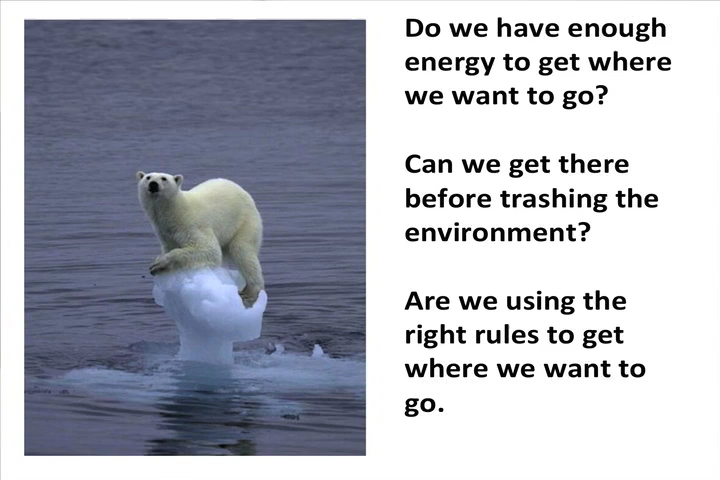 Do we have enough
energy to get where
we want to go?
Can we get there
before trashing the
environment?
Are we using the
right rules to get
where we want to
go.